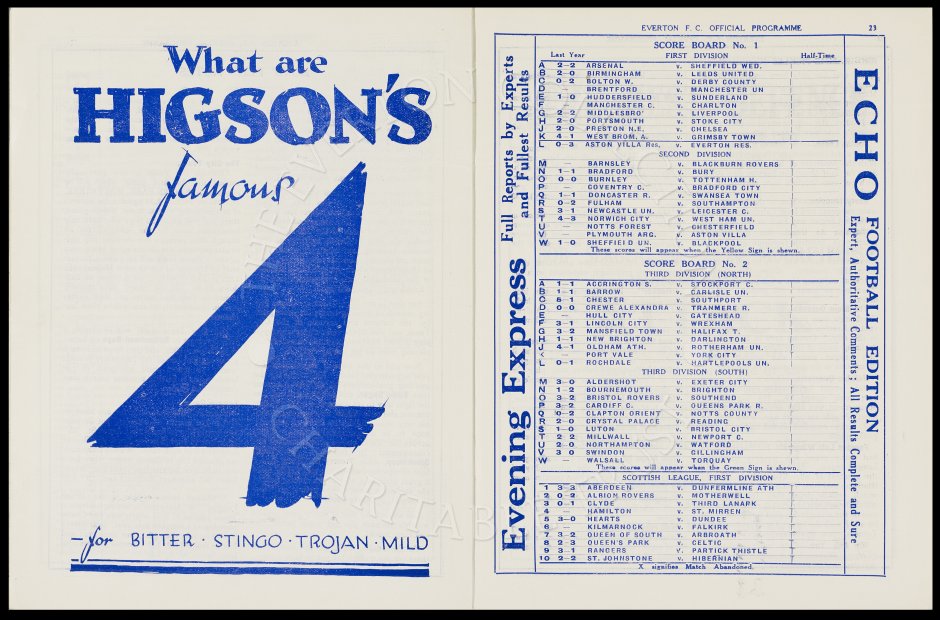 What are
HIGSON'S
famous
4
-for BITTER · STINGO · TROJAN · MILD
EVERTON F. C. OFFICIAL PROGRAMME 23
Evening Express Full Reports by Experts and Fullest Results
SCORE BOARD No. 1
Last Year FIRST DIVISION Half-Time
A 2-2 ARSENAL v. SHEFFIELD WED.
B 2-0 BIRMINGHAM v. LEEDS UNITED
C 0-2 BOLTON W. v. DERBY COUNTY
D — BRENTFORD v. MANCHESTER UN
E 1-0 HUDDERSFIELD v. SUNDERLAND
F MANCHESTER C. v. CHARLTON
G 2-2 MIDDLESBRO' v. LIVERPOOL
H 2-0 PORTSMOUTH v. STOKE CITY
J 2-0 PRESTON N.E. v. CHELSEA
K 4-1 WEST BROM. A. v. GRIMSBY TOWN
L 0-3 ASTON VILLA Res. v. EVERTON RES.
SECOND DIVISION
M — BARNSLEY v. BLACKBURN ROVERS
N 1-1 BRADFORD v. BURY
O 0-0 BURNLEY v. TOTTENHAM H.
P — COVENTRY C. v. BRADFORD CITY
Q 1-1 DONCASTER R. v. SWANSEA TOWN
R 0-2 FULHAM v. SOUTHAMPTON
S 3-1 NEWCASTLE UN. v. LEICESTER C.
T 4-3 NORWICH CITY v. WEST HAM UN.
U — NOTTS FOREST v. CHESTERFIELD
V PLYMOUTH ARG. v. ASTON VILLA
W 1-0 SHEFFIELD UN. v. BLACKPOOL
These scores will appear when the Yellow Sign is shewn.
SCORE BOARD No. 2
THIRD DIVISION (NORTH)
A 1-1 ACCRINGTON S. v. STOCKPORT C.
B 1-1 BARROW v. CARLISLE UN.
C 5-1 CHESTER v. SOUTHPORT
D 0-0 CREWE ALEXANDRA v. TRANMERE R.
E — HULL CITY v. GATESHEAD
F 3-1 LINCOLN CITY v. WREXHAM
G 3-2 MANSFIELD TOWN v. HALIFAX T.
H 1-1 NEW BRIGHTON v. DARLINGTON
J 4-1 OLDHAM ATH. v. ROTHERHAM UN.
— PORT VALE v. YORK CITY
L 0-1 ROCHDALE v. HARTLEPOOLS UN.
THIRD DIVISION (SOUTH)
M 3-0 ALDERSHOT v. EXETER CITY
N 1-2 BOURNEMOUTH v. BRIGHTON
O 3-2 BRISTOL ROVERS v. SOUTHEND
P 3-2 CARDIFF C. v. QUEENS PARK R.
Q 0-2 CLAPTON ORIENT v. NOTTS COUNTY
R 2-0 CRYSTAL PALACE v. READING
S 1-0 LUTON v. BRISTOL CITY
T 2-2 MILLWALL v. NEWPORT C.
U 2-0 NORTHAMPTON v. WATFORD
V 3-0 SWINDON v. GILLINGHAM
W — WALSALL v. TORQUAY
These scores will appear when the Green Sign is shewn.
SCOTTISH LEAGUE, FIRST DIVISION
1 3-3 ABERDEEN v. DUNFERMLINE ATH
2 0-2 ALBION ROVERS v. MOTHERWELL
3 0-1 CLYDE v. THIRD LANARK
4 — HAMILTON v. ST. MIRREN
5 3-0 HEARTS v. DUNDEE
6 — KILMARNOCK v. FALKIRK
7 3-2 QUEEN OF SOUTH v. ARBROATH
8 2-3 QUEEN'S PARK v. CELTIC
9 3-1 RANGERS v. PARTICK THISTLE
10 2-2 ST. JOHNSTONE v. HIBERNIAN
X signifies Match Abandoned.
ECHO FOOTBALL EDITION
Expert, Authoritative Comments; All Results Complete and Sure